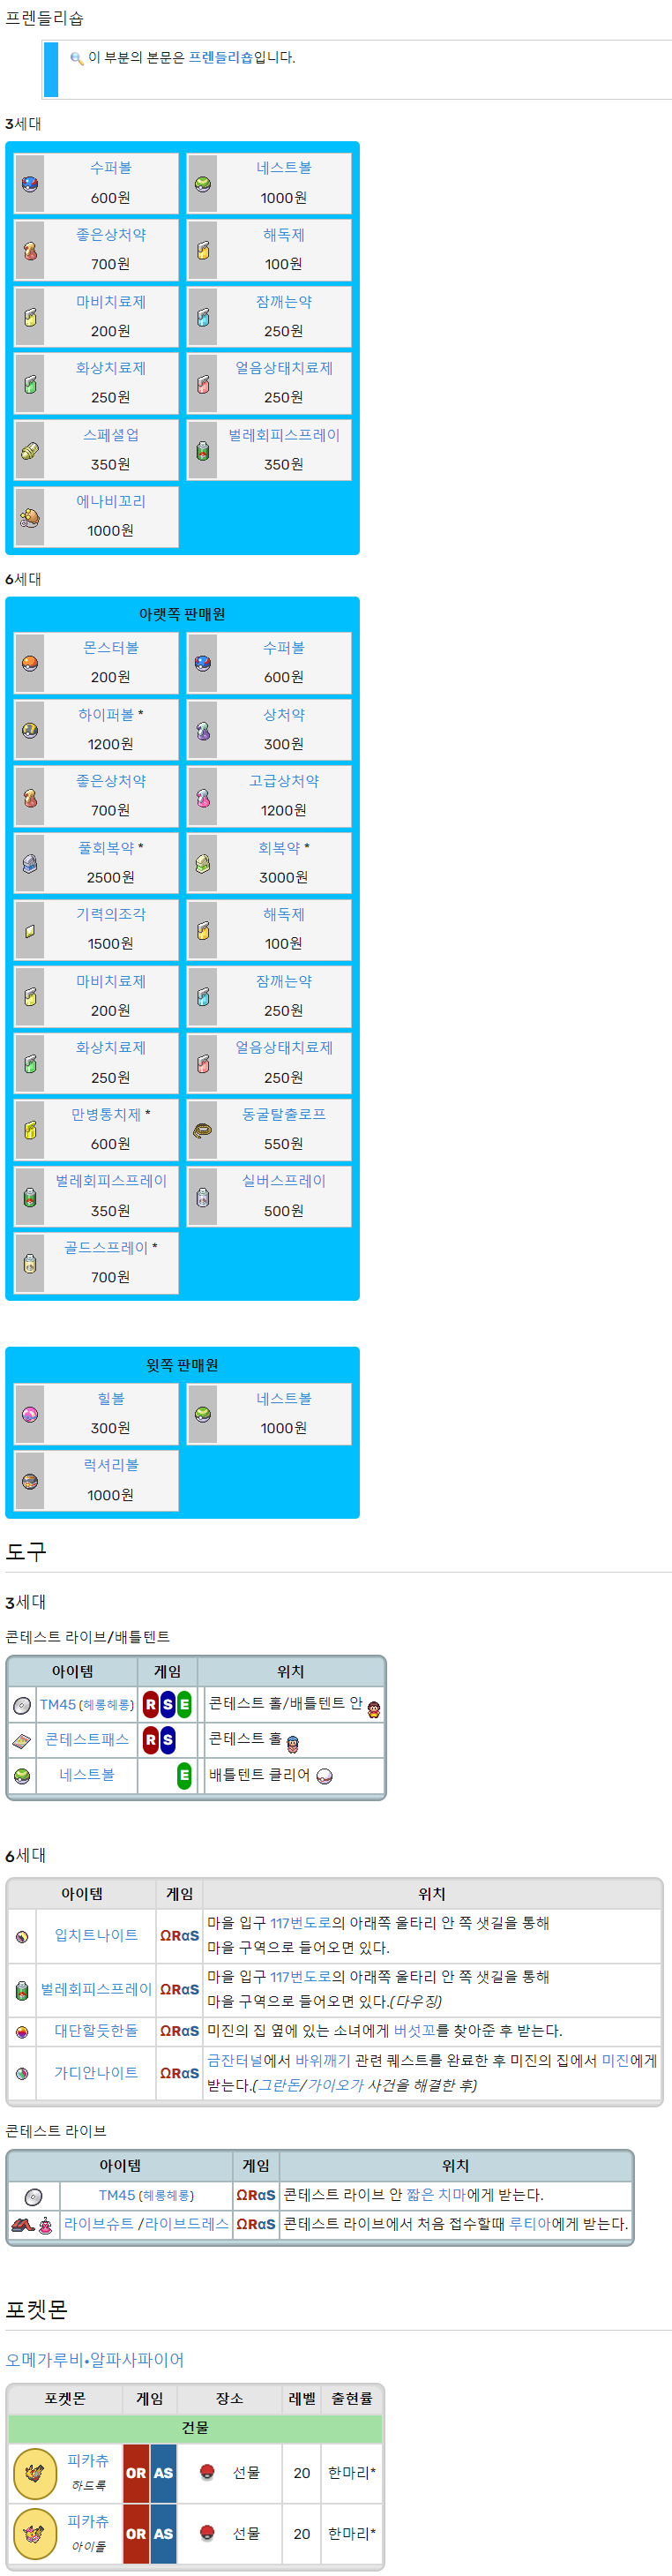 프렌들리숍
이 부분의 본문은 프렌들리숍입니다.
3세대
수퍼볼 네스트볼
600원 1000원
좋은상처약 해독제
700원 100원
마비치료제 잠깨는약
200원 250원
화상치료제 얼음상태치료제
250원 250원
스페셜업 벌레회피스프레이
350원 350원
에나비꼬리
1000원
6세대
아랫쪽 판매원
몬스터볼 수퍼볼
200원 600원
하이퍼볼 * 상처약
1200원 300원
좋은상처약 고급상처약
700원 1200원
풀회복약 * 회복약 *
2500원 3000원
기력의조각 해독제
1500원 100원
마비치료제 잠깨는약
200원 250원
화상치료제 얼음상태치료제
250원 250원
만병통치제 * 동굴탈출로프
600원 550원
벌레회피스프레이 실버스프레이
350원 500원
골드스프레이 *
700원
윗쪽 판매원
힐볼 네스트볼
300원 1000원
럭셔리볼
1000원
도구
3세대
콘테스트 라이브/배틀텐트
아이템 게임 위치
TM45 (헤롱헤롱) R S E 콘테스트 홀/배틀텐트 안
콘테스트패스 R S 콘테스트 홀
네스트볼 E 배틀텐트 클리어
6세대
아이템 게임 위치
입치트나이트 ΩRαS 마을 입구 117번도로의 아래쪽 울타리 안 쪽 샛길을 통해
마을 구역으로 들어오면 있다.
벌레회피스프레이 ΩRαS 마을 입구 117번도로의 아래쪽 울타리 안 쪽 샛길을 통해
마을 구역으로 들어오면 있다.(다우징)
대단할듯한돌 ΩRαS 미진의 집 옆에 있는 소녀에게 버섯꼬를 찾아준 후 받는다.
가디안나이트 ΩRαS 금잔터널에서 바위깨기 관련 퀘스트를 완료한 후 미진의 집에서 미진에게
받는다.(그란돈/가이오가 사건을 해결한 후)
콘테스트 라이브
아이템 게임 위치
TM45 (헤롱헤롱) ΩRαS 콘테스트 라이브 안 짧은 치마에게 받는다.
라이브슈트 /라이브드레스 ΩRαS 콘테스트 라이브에서 처음 접수할때 루티아에게 받는다.
포켓몬
오메가루비•알파사파이어
포켓몬 게임 장소 레벨 출현률
건물
피카츄 OR AS 선물 20 한마리*
하드록
피카츄 OR AS 선물 20 한마리*
아이돌